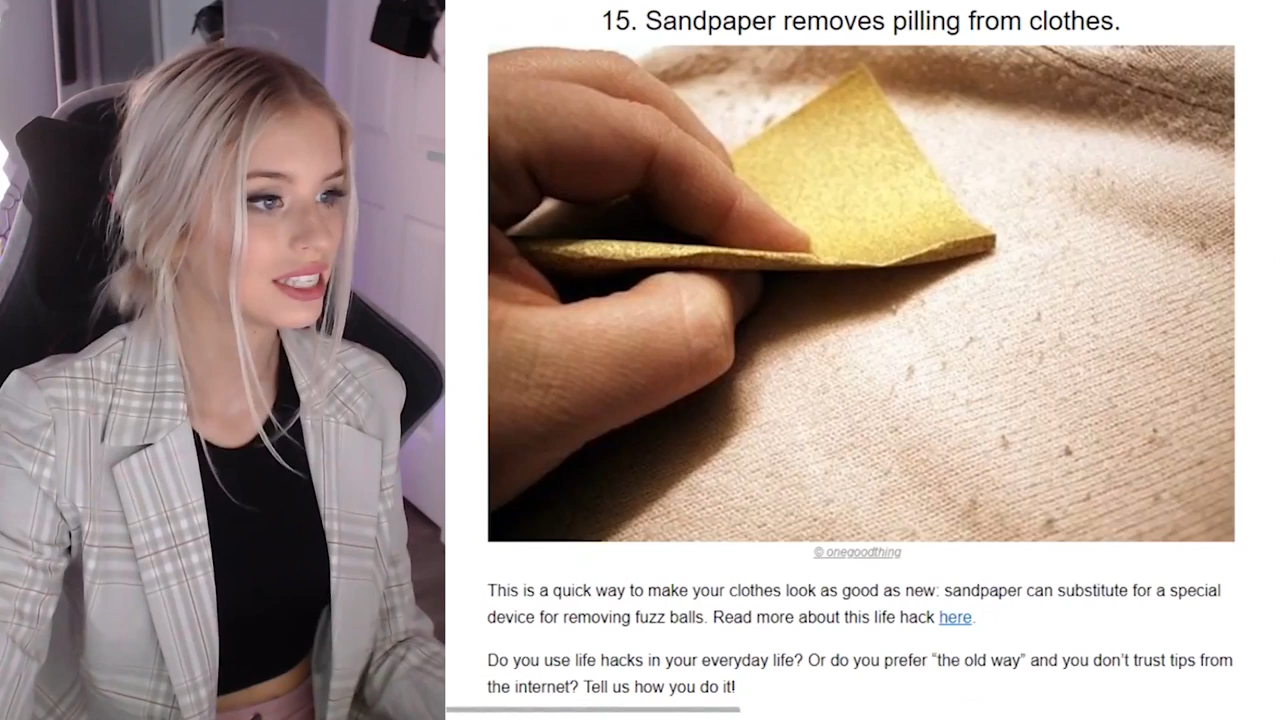 15. Sandpaper removes pilling from clothes.
© onegoodthing
This is a quick way to make your clothes look as good as new: sandpaper can substitute for a special
device for removing fuzz balls. Read more about this life hack here.
Do you use life hacks in your everyday life? Or do you prefer “the old way” and you don’t trust tips from
the internet? Tell us how you do it!